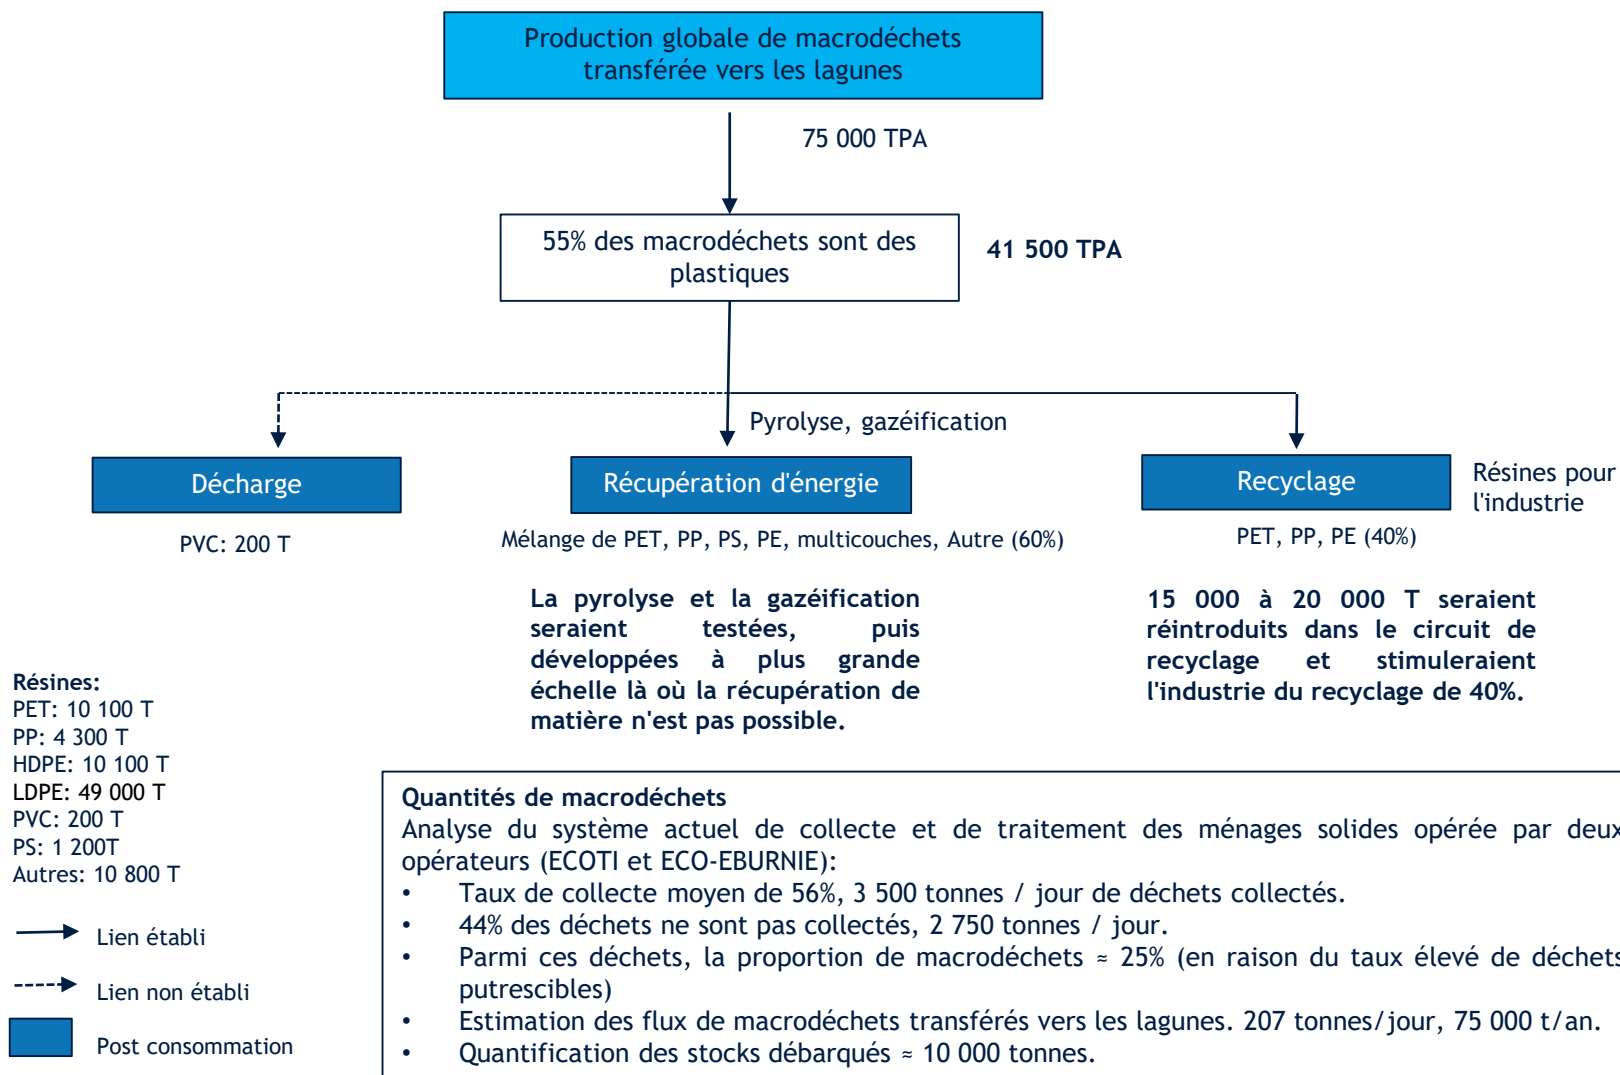 Production globale de macrodéchets
transférée vers les lagunes
75 000 TPA
55% des macrodéchets sont des
plastiques
41 500 TPA
Pyrolyse, gazéification
Décharge
Récupération d'énergie
Recyclage
Résines pour
l'industrie
PVC: 200 T
Mélange de PET, PP, PS, PE, multicouches, Autre (60%)
PET, PP, PE (40%)
La pyrolyse et la gazéification
seraient testées, puis
développées à plus grande
échelle là où la récupération de
matière n'est pas possible.
15 000 à 20 000 T seraient
réintroduits dans le circuit de
recyclage et stimuleraient
l'industrie du recyclage de 40%.
Résines:
PET: 10 100 T
PP: 4 300 T
HDPE: 10 100 T
LDPE: 49 000 T
PVC: 200 T
PS: 1 200T
Autres: 10 800 T
Lien établi
Lien non établi
Post consommation
Quantités de macrodéchets
Analyse du système actuel de collecte et de traitement des ménages solides opérée par deux
opérateurs (ECOTI et ECO-EBURNIE):
• Taux de collecte moyen de 56%, 3 500 tonnes / jour de déchets collectés.
• 44% des déchets ne sont pas collectés, 2 750 tonnes / jour.
• Parmi ces déchets, la proportion de macrodéchets ≈ 25% (en raison du taux élevé de déchets
putrescibles)
• Estimation des flux de macrodéchets transférés vers les lagunes. 207 tonnes/jour, 75 000 t/an.
• Quantification des stocks débarqués ≈ 10 000 tonnes.